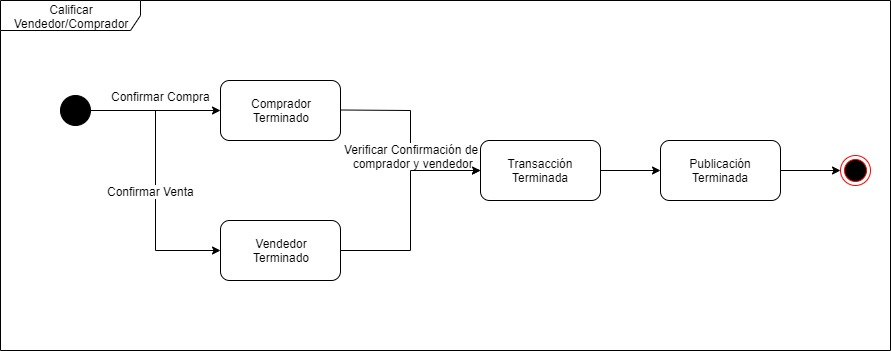 Calificar
Vendedor/Comprador
Confirmar Compra
Comprador
Terminado
Verificar Confirmación de
comprador y vendedor
Transacción
Terminada
Publicación
Terminada
Confirmar Venta
Vendedor
Terminado